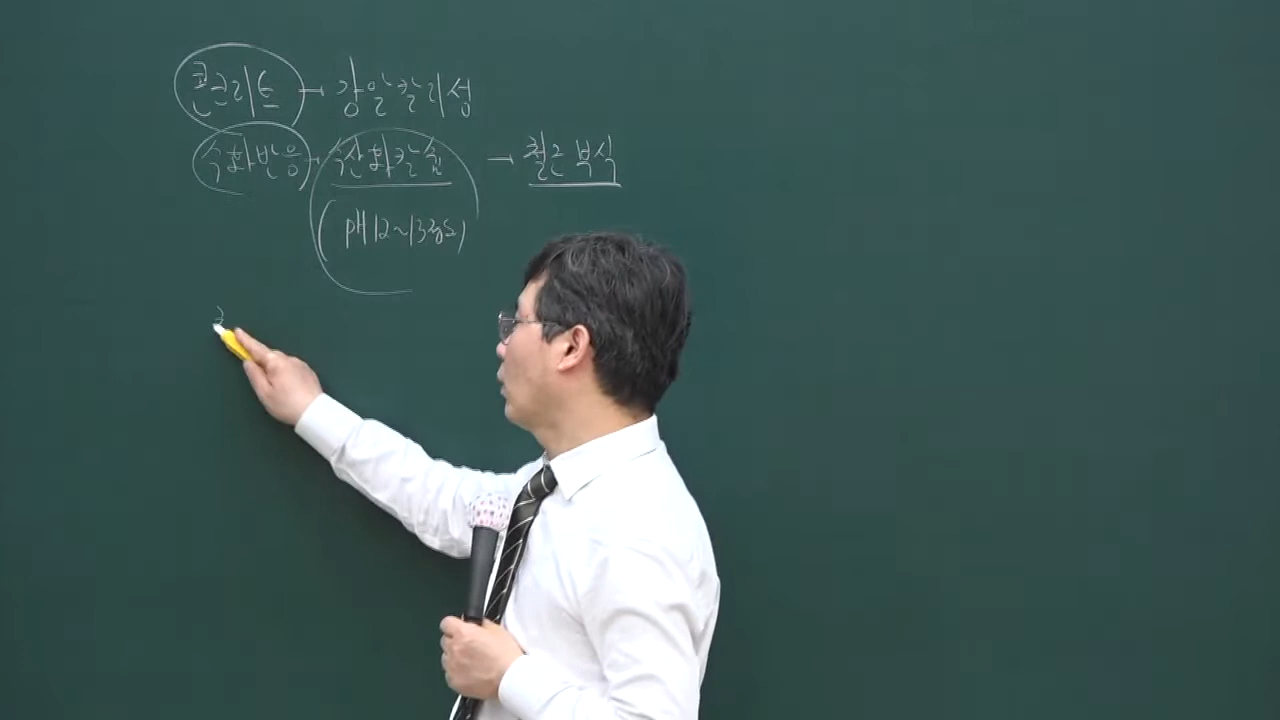 콘크리트 → 강알칼리성
수화반응 → 수산화칼슘 → 철근 부식
(pH 12~13정도)